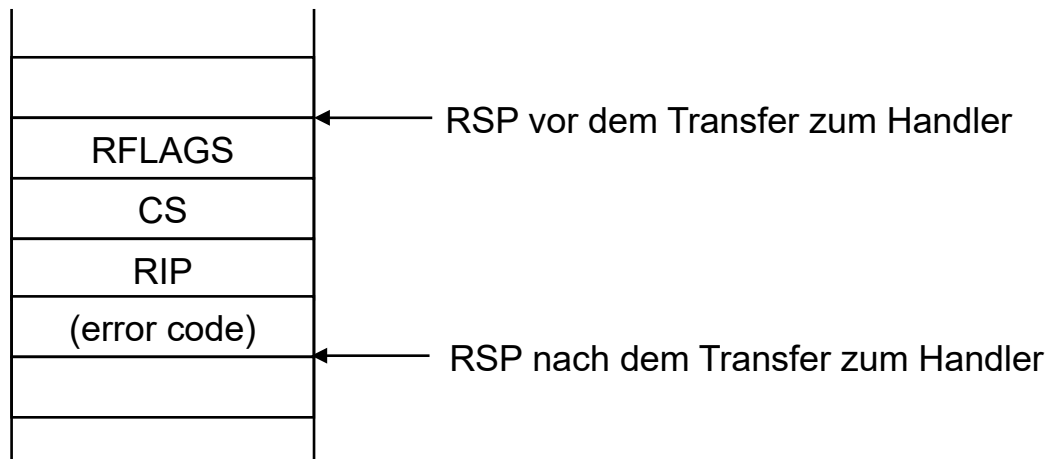 RSP vor dem Transfer zum Handler
RFLAGS
CS
RIP
(error code)
RSP nach dem Transfer zum Handler